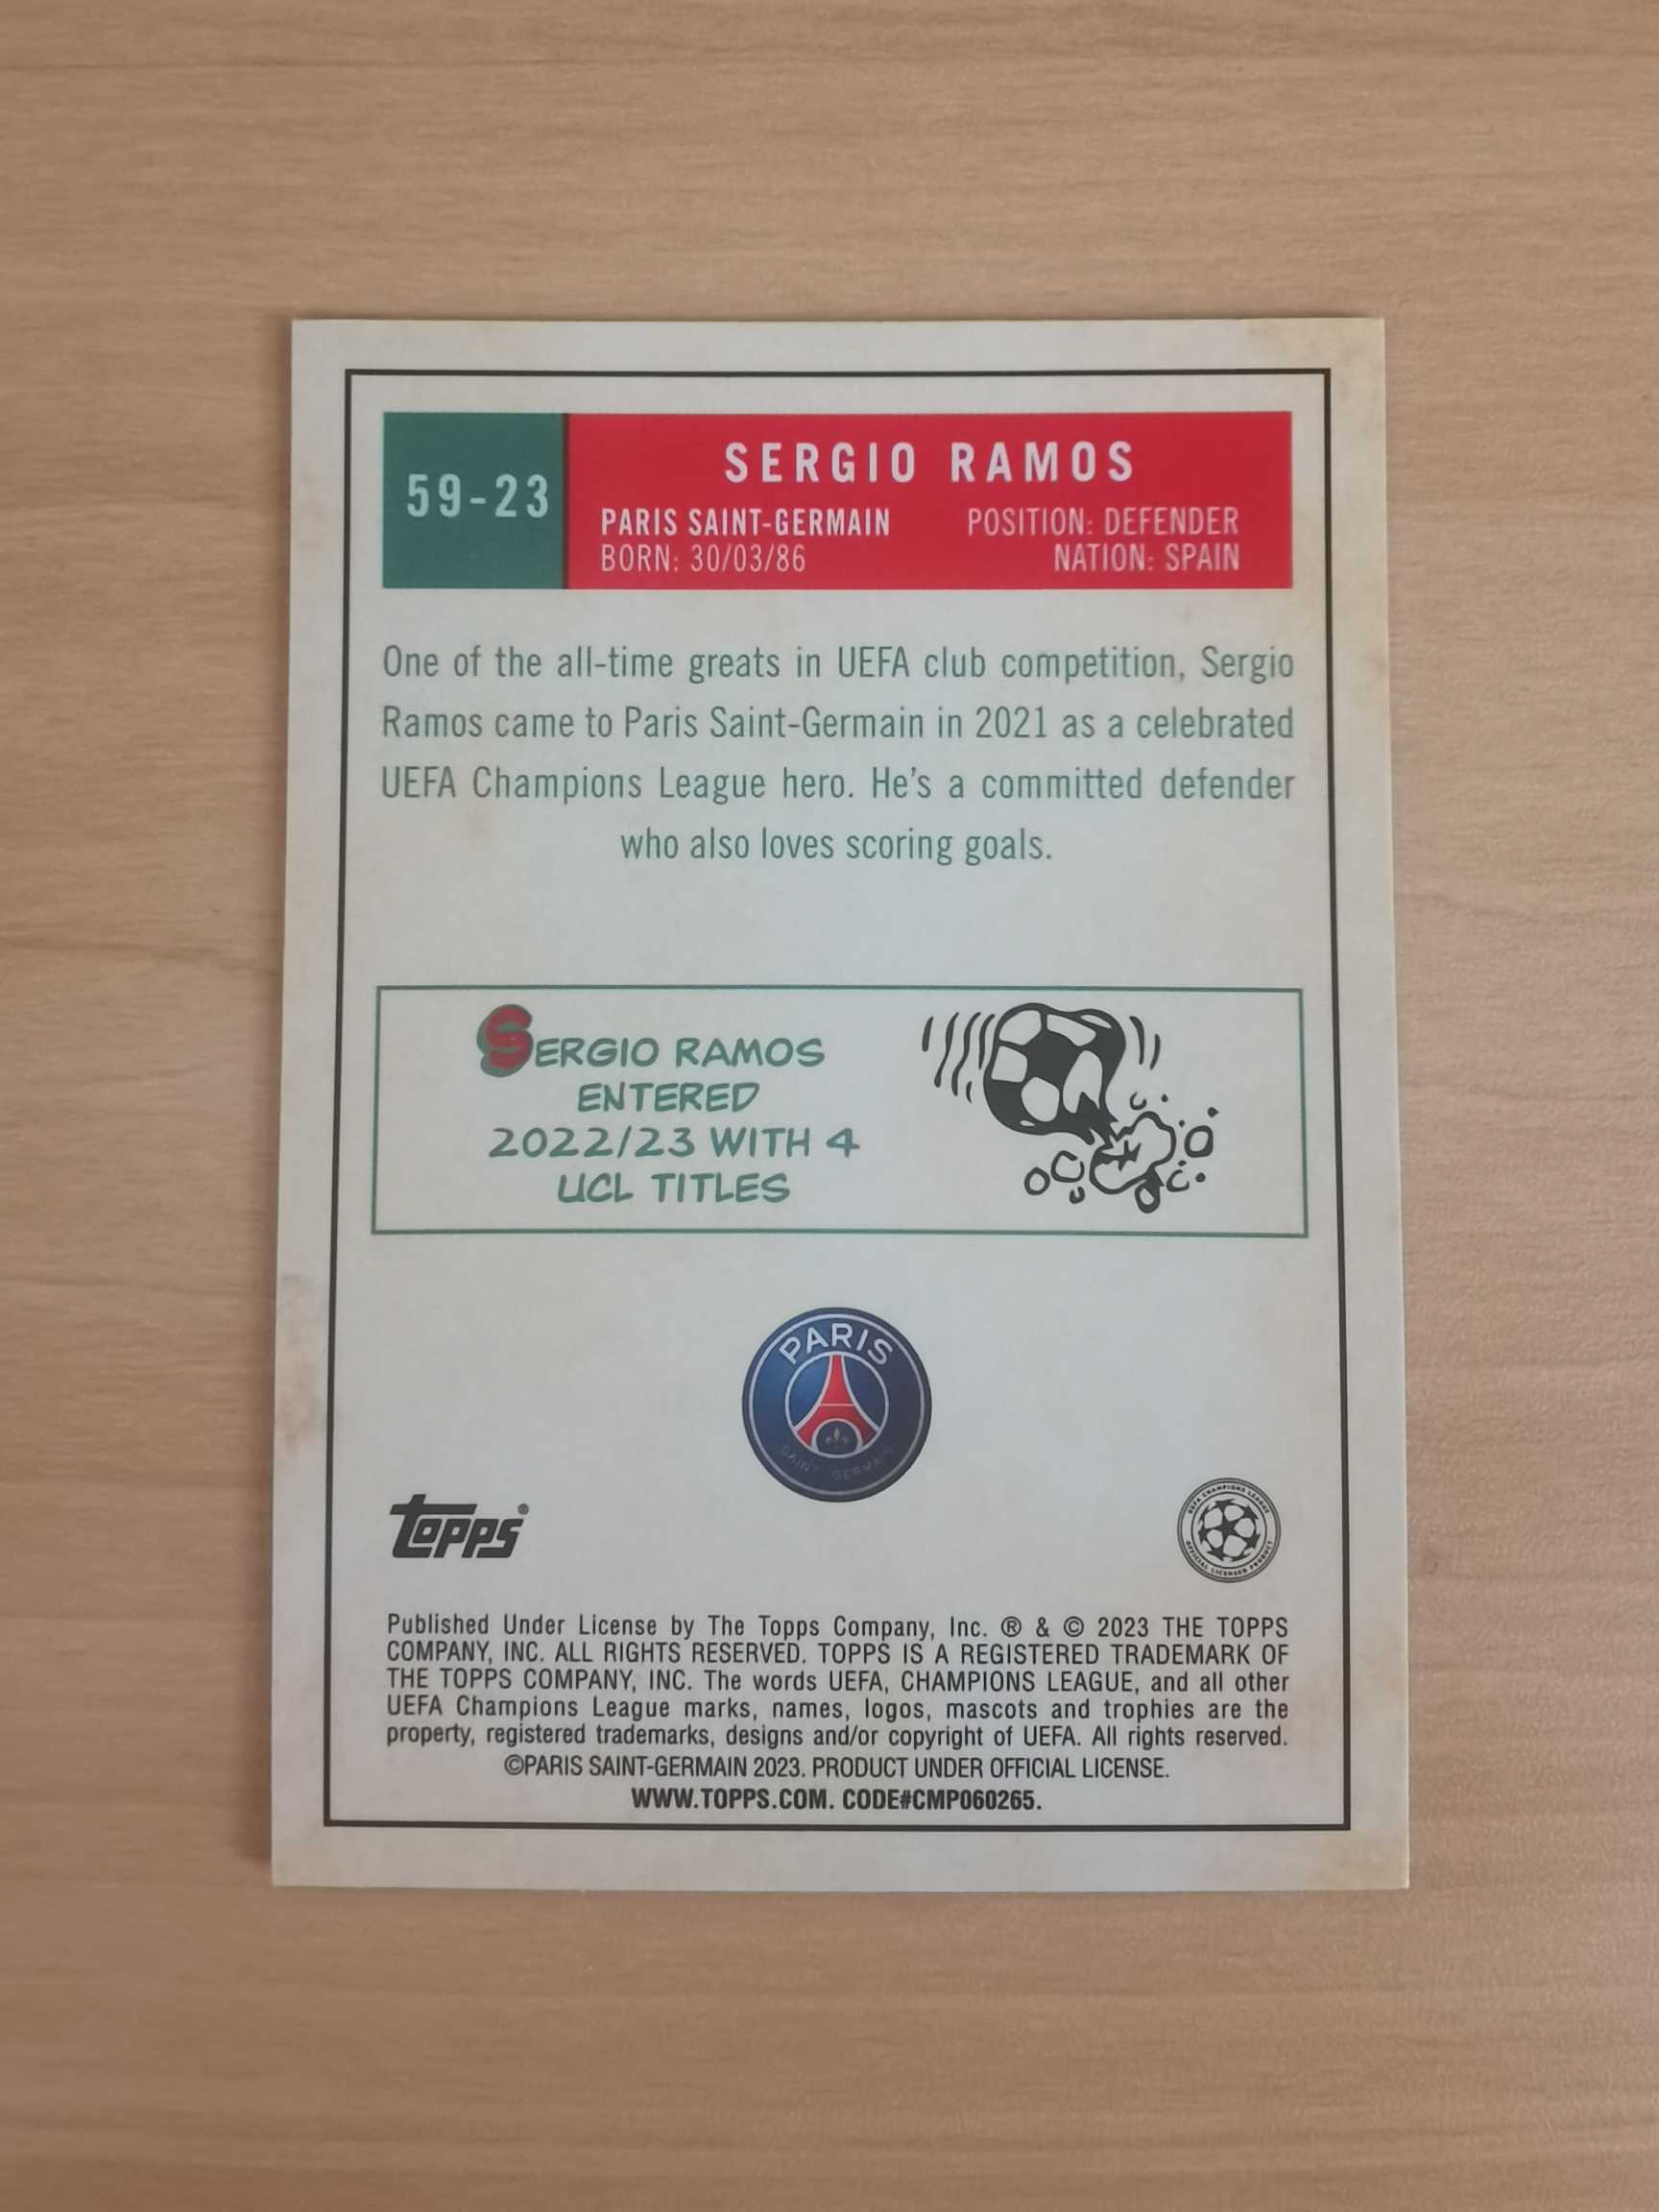 59-23
SERGIO RAMOS
PARIS SAINT-GERMAIN POSITION: DEFENDER
BORN: 30/03/86 NATION: SPAIN
One of the all-time greats in UEFA club competition, Sergio
Ramos came to Paris Saint-Germain in 2021 as a celebrated
UEFA Champions League hero. He's a committed defender
who also loves scoring goals.
SERGIO RAMOS
ENTERED
2022/23 WITH 4
UCL TITLES
PARIS
SAINT-GERMAIN
topps®
UEFA CHAMPIONS LEAGUE
OFFICIAL LICENSED PRODUCT
Published Under License by The Topps Company, Inc. ® & © 2023 THE TOPPS
COMPANY, INC. ALL RIGHTS RESERVED. TOPPS IS A REGISTERED TRADEMARK OF
THE TOPPS COMPANY, INC. The words UEFA, CHAMPIONS LEAGUE, and all other
UEFA Champions League marks, names, logos, mascots and trophies are the
property, registered trademarks, designs and/or copyright of UEFA. All rights reserved.
©PARIS SAINT-GERMAIN 2023. PRODUCT UNDER OFFICIAL LICENSE.
WWW.TOPPS.COM. CODE#CMP060265.